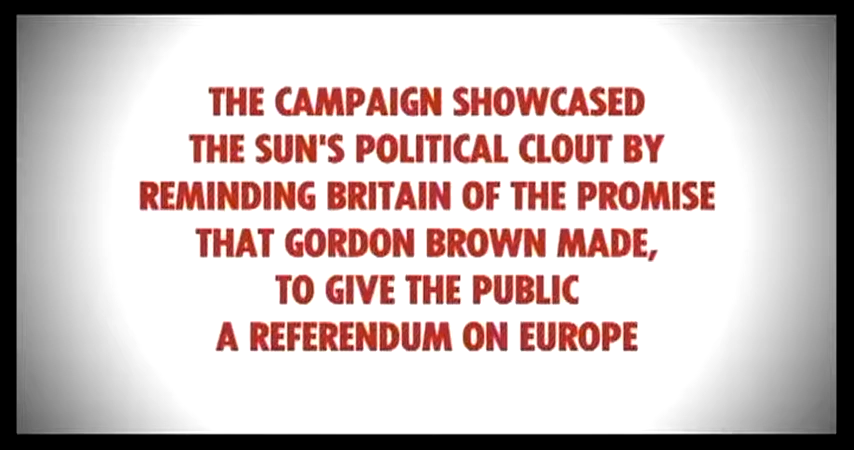 THE CAMPAIGN SHOWCASED
THE SUN'S POLITICAL CLOUT BY
REMINDING BRITAIN OF THE PROMISE
THAT GORDON BROWN MADE,
TO GIVE THE PUBLIC
A REFERENDUM ON EUROPE